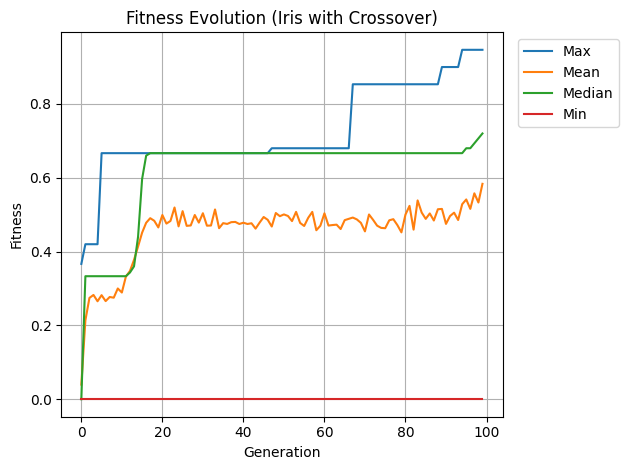 Fitness Evolution (Iris with Crossover)
Max
Mean
Median
Min
Fitness
0.8
0.6
0.4
0.2
0.0
0 20 40 60 80 100
Generation